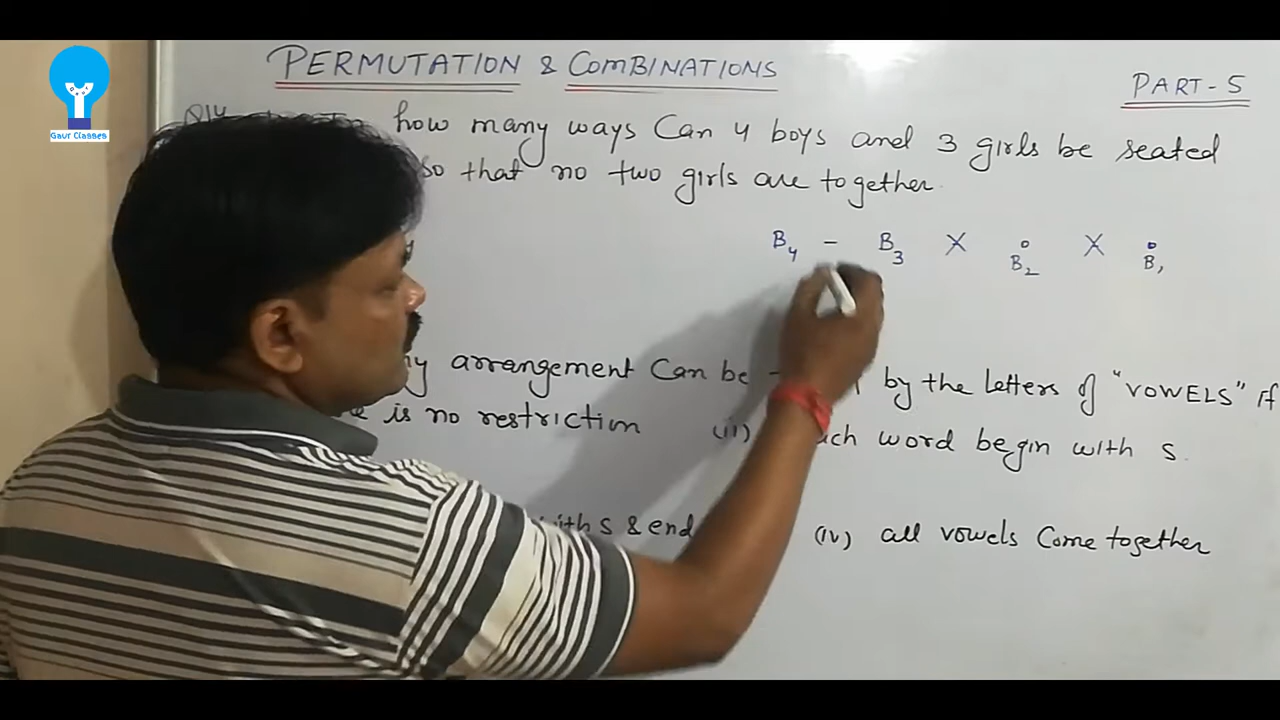 PERMUTATION & COMBINATIONS
PART-5
Gaur Classes
how many ways Can 4 boys and 3 girls be seated
so that no two girls are together.
B4 - B3 X B2 X B1
arrangement Can be by the letters of "VOWELS" if
is no restriction (ii) word begin with s.
s & end (iv) all vowels Come together